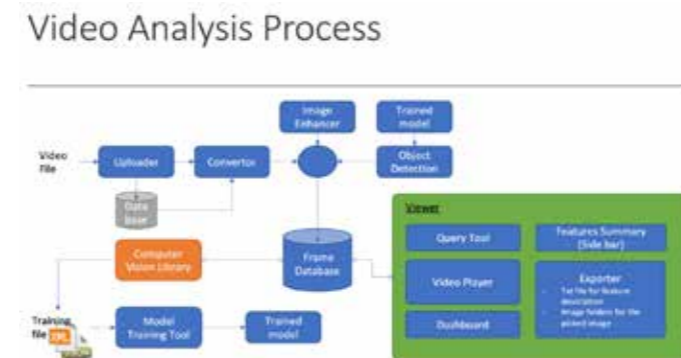 Video Analysis Process
Image
Enhancer
Trained
model
Video
File
Uploader
Convertor
Object
Detection
Data
base
Viewer
Query Tool
Features Summary
(Side bar)
Computer
Vision Library
Frame
Database
Video Player
Exporter
Txt file for feature
description
Image folders for the
picked image
Training
file
XML
Model
Training Tool
Trained
model
Dashboard